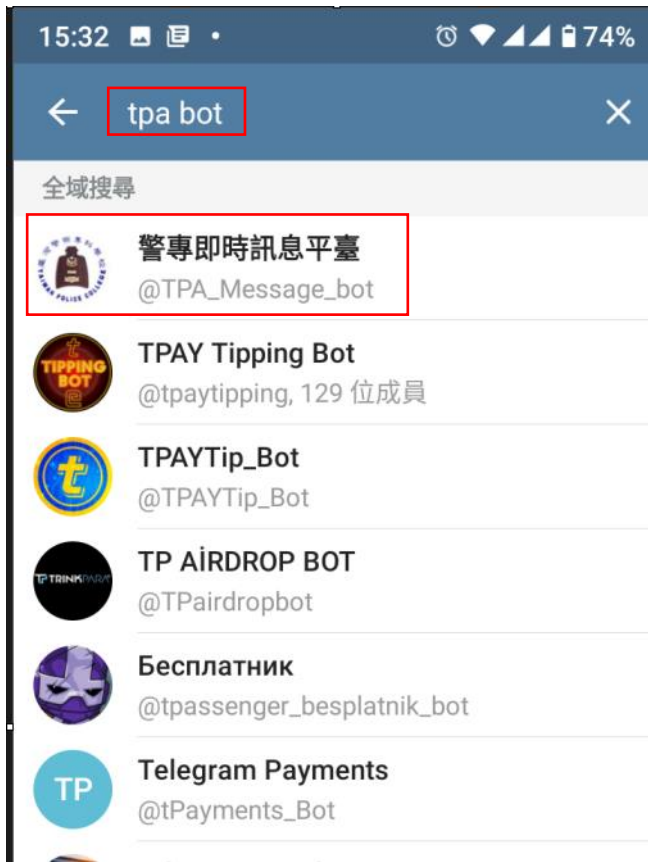 15:32
74%
tpa bot
全域搜尋
警專即時訊息平臺
@TPA_Message_bot
TPAY Tipping Bot
@tpaytipping, 129 位成員
TIPPING
BOT
TPAYTip_Bot
@TPAYTip_Bot
TP AİRDROP BOT
@TPairdropbot
Бесплатник
@tpassenger_besplatnik_bot
TP
Telegram Payments
@tPayments_Bot